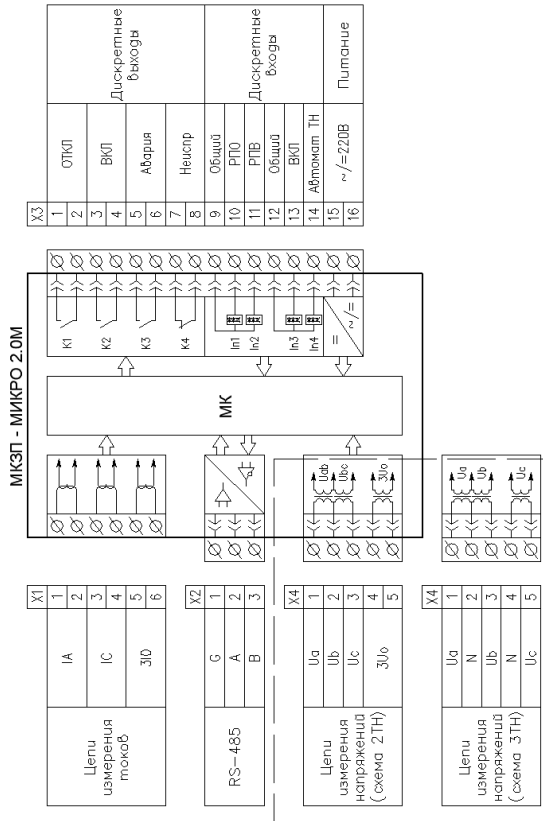 МКЗП - МИКРО 2.0М
X3
1
ОТКЛ
2
3
ВКЛ
4
5
Авария
6
7
Неиспр
8
Дискретные
выходы
9
Общий
10
РПО
11
РПВ
12
Общий
13
ВКЛ
14
Автомат ТН
Дискретные
входы
15
~/=220В
16
Питание
К1
К2
К3
К4
In1
In2
In3
In4
=
~/=
МК
Uab
Ubc
3Uo
Ua
Ub
Uc
X1
1
IA
2
3
IC
4
5
3IO
6
Цепи
измерения
токов
X2
1
G
2
A
3
B
RS-485
X4
1
Ua
2
Ub
3
Uc
4
3Uo
5
Цепи
измерения
напряжений
(схема 2ТН)
X4
1
Ua
2
N
3
Ub
4
N
5
Uc
Цепи
измерения
напряжений
(схема 3ТН)